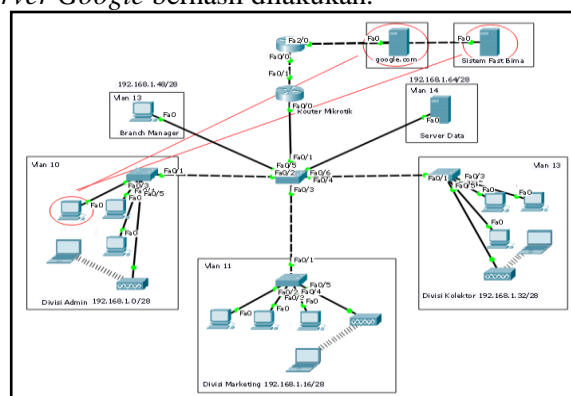 rver Google berhasil dilakukan.
Fa2/0
Fa0
Fa0
Fa0/0
google.com
Sistem Fast Bima
Fa0/1
192.168.1.48/28
192.168.1.64/28
Vlan 13
Fa0/0
Vlan 14
Fa0
Router Mikrotik
Fa0
Branch Manager
Server Data
Fa0/1
Vlan 10
Fa0/5
Fa0/6
Vlan 13
Fa0/1
Fa0/2
Fa0/4
Fa0/1
Fa0/3
Fa0/3
Fa0/5
Fa0
Fa0
Fa0
Fa0
Fa0
Fa0
Fa0
Vlan 11
Fa0/1
Fa0/5
Fa0/2
Fa0/4
Fa0/3
Divisi Admin 192.168.1.0/28
Fa0
Fa0
Fa0
Divisi Kolektor 192.168.1.32/28
Divisi Marketing 192.168.1.16/28